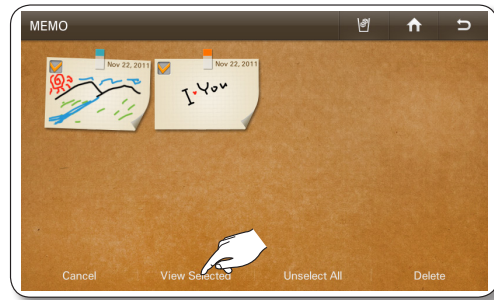 MEMO
Nov 22, 2011
Nov 22, 2011
I ♥ You
Cancel
View Selected
Unselect All
Delete